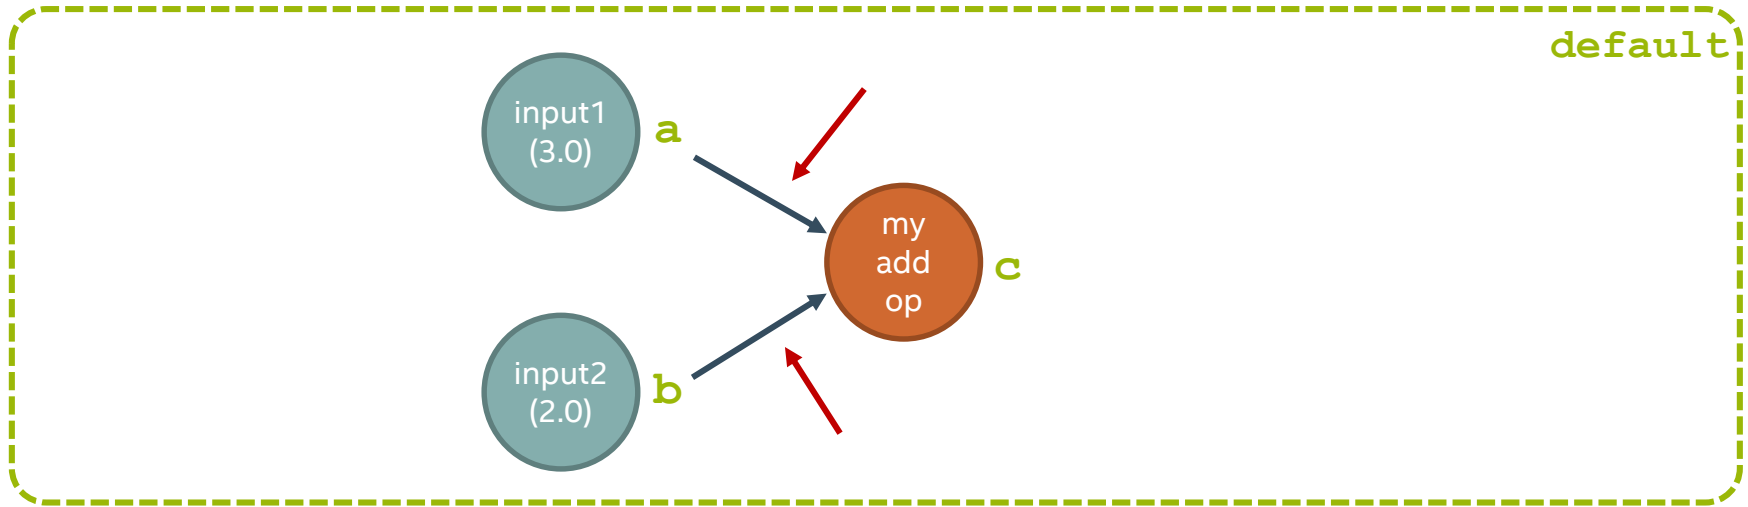 default
input1
(3.0)
a
my
add
op
c
input2
(2.0)
b